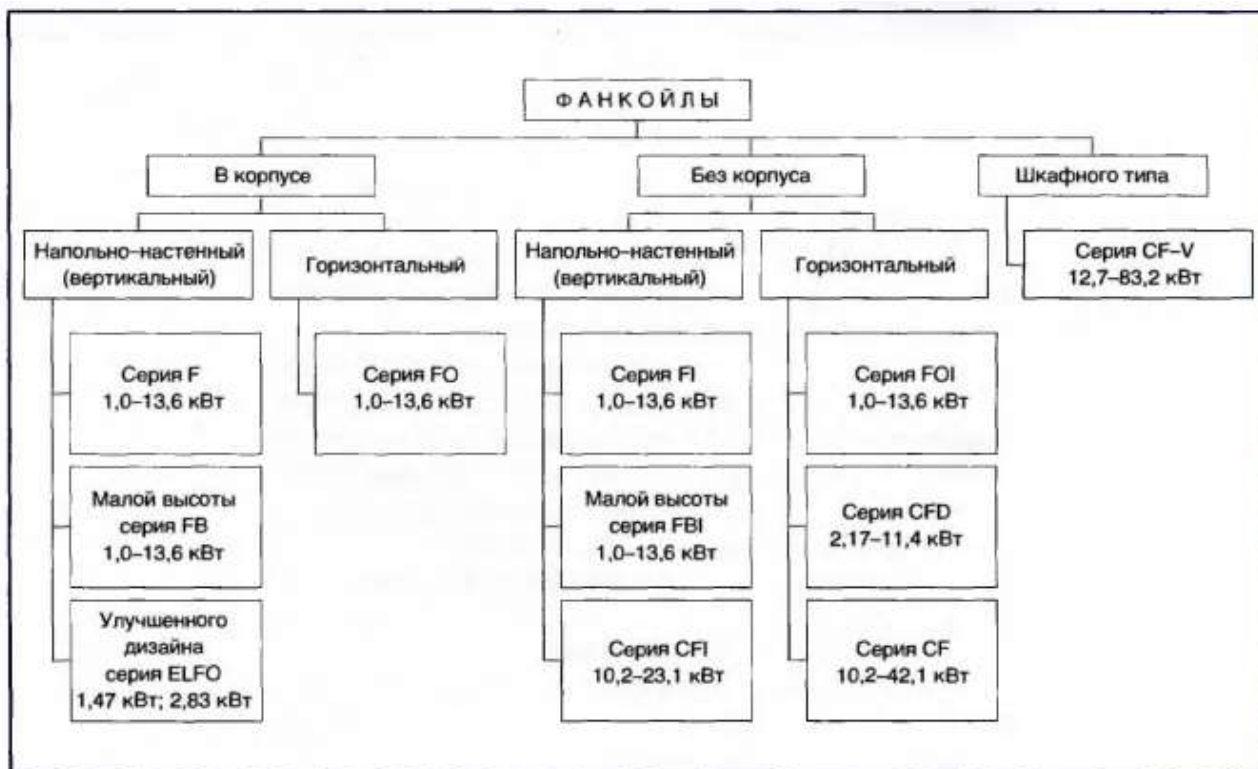 ФАНКОЙЛЫ
В корпусе
Без корпуса
Шкафного типа
Напольно-настенный
(вертикальный)
Горизонтальный
Напольно-настенный
(вертикальный)
Горизонтальный
Серия CF-V
12,7–83,2 кВт
Серия F
1,0–13,6 кВт
Серия FO
1,0–13,6 кВт
Серия FI
1,0–13,6 кВт
Серия FOI
1,0–13,6 кВт
Малой высоты
серия FB
1,0–13,6 кВт
Малой высоты
серия FBI
1,0–13,6 кВт
Серия CFD
2,17–11,4 кВт
Улучшенного
дизайна
серия ELFO
1,47 кВт; 2,83 кВт
Серия CFI
10,2–23,1 кВт
Серия CF
10,2–42,1 кВт